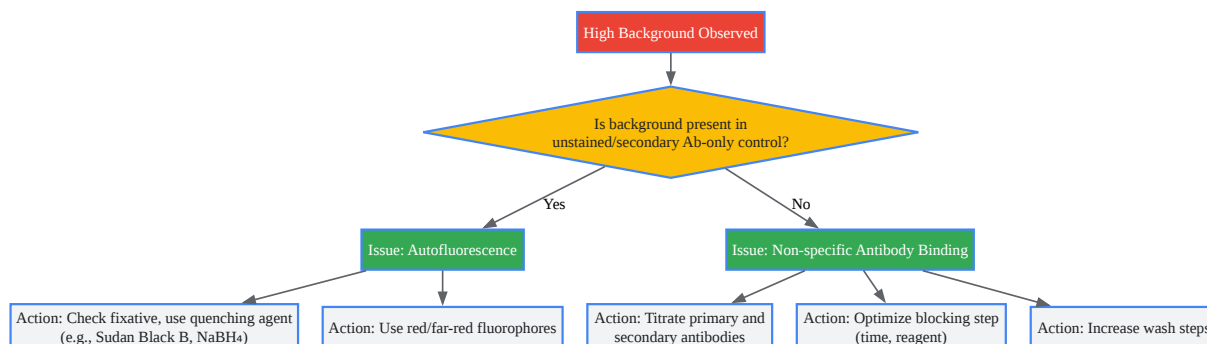 High Background Observed
Is background present in
unstained/secondary Ab-only control?
Yes
No
Issue: Autofluorescence
Issue: Non-specific Antibody Binding
Action: Check fixative, use quenching agent
(e.g., Sudan Black B, NaBH₄)
Action: Use red/far-red fluorophores
Action: Titrate primary and
secondary antibodies
Action: Optimize blocking step
(time, reagent)
Action: Increase wash steps